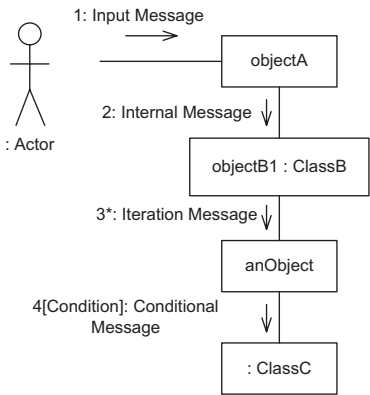 1: Input Message
objectA
: Actor
2: Internal Message
objectB1 : ClassB
3*: Iteration Message
anObject
4[Condition]: Conditional
Message
: ClassC